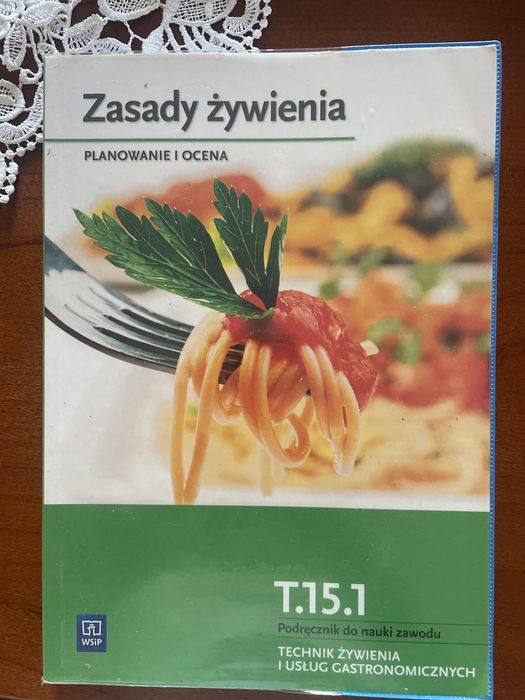 Zasady żywienia
PLANOWANIE I OCENA
T.15.1
Podręcznik do nauki zawodu
TECHNIK ŻYWIENIA
I USŁUG GASTRONOMICZNYCH
WSiP